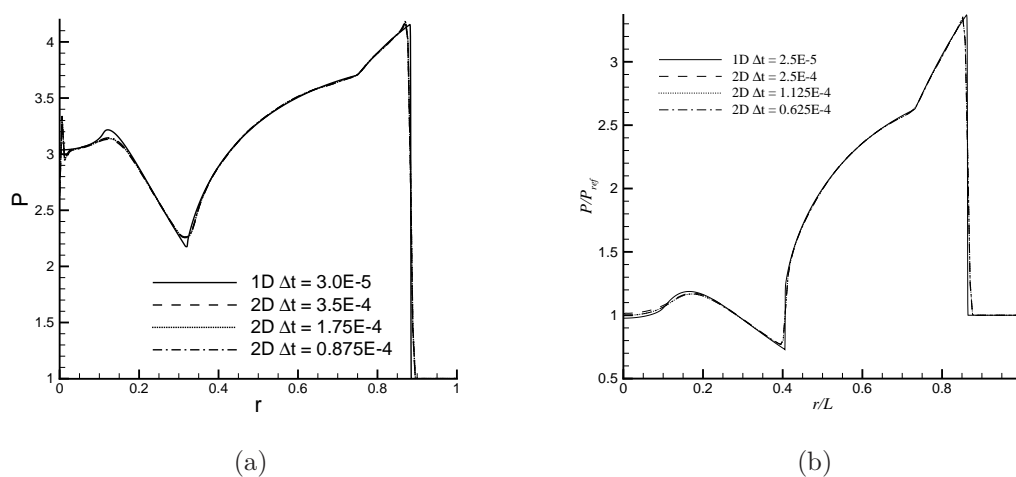 P
4
3.5
3
2.5
2
1.5
1
0
0.2
0.4
0.6
0.8
1
r
1D Δt = 3.0E-5
2D Δt = 3.5E-4
2D Δt = 1.75E-4
2D Δt = 0.875E-4
(a)
P/Pref
3
2.5
2
1.5
1
0.5
0
0.2
0.4
0.6
0.8
r/L
1D Δt = 2.5E-5
2D Δt = 2.5E-4
2D Δt = 1.125E-4
2D Δt = 0.625E-4
(b)